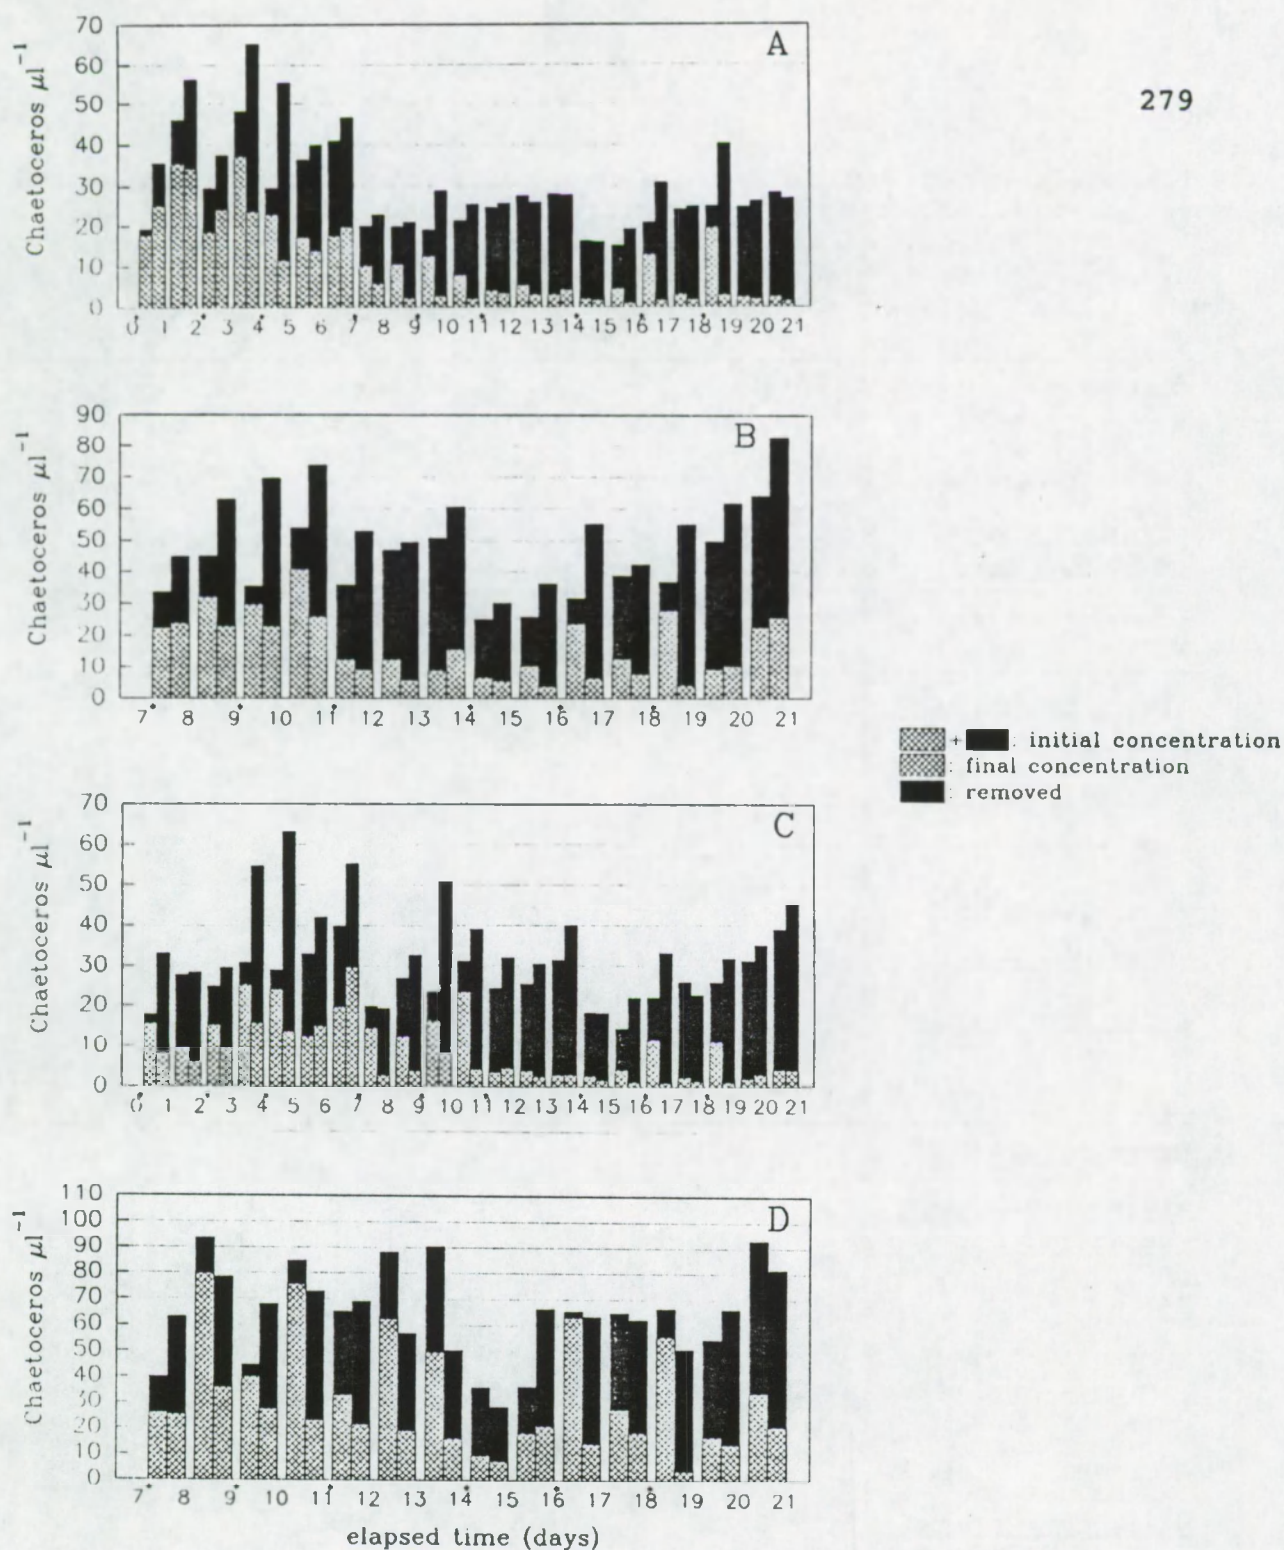 279
A
Chaetoceros μl⁻¹
70
60
50
40
30
20
10
0
0* 1 2* 3 4* 5 6 7* 8 9* 10 11* 12 13 14* 15 16* 17 18* 19 20 21
B
Chaetoceros μl⁻¹
90
80
70
60
50
40
30
20
10
0
7* 8 9* 10 11* 12 13 14* 15 16* 17 18* 19 20 21
+ : initial concentration
: final concentration
: removed
C
Chaetoceros μl⁻¹
70
60
50
40
30
20
10
0
0* 1 2* 3 4* 5 6 7* 8 9* 10 11* 12 13 14* 15 16* 17 18* 19 20 21
D
Chaetoceros μl⁻¹
110
100
90
80
70
60
50
40
30
20
10
0
7* 8 9* 10 11* 12 14* 15 16* 17 18* 19 20 21
elapsed time (days)